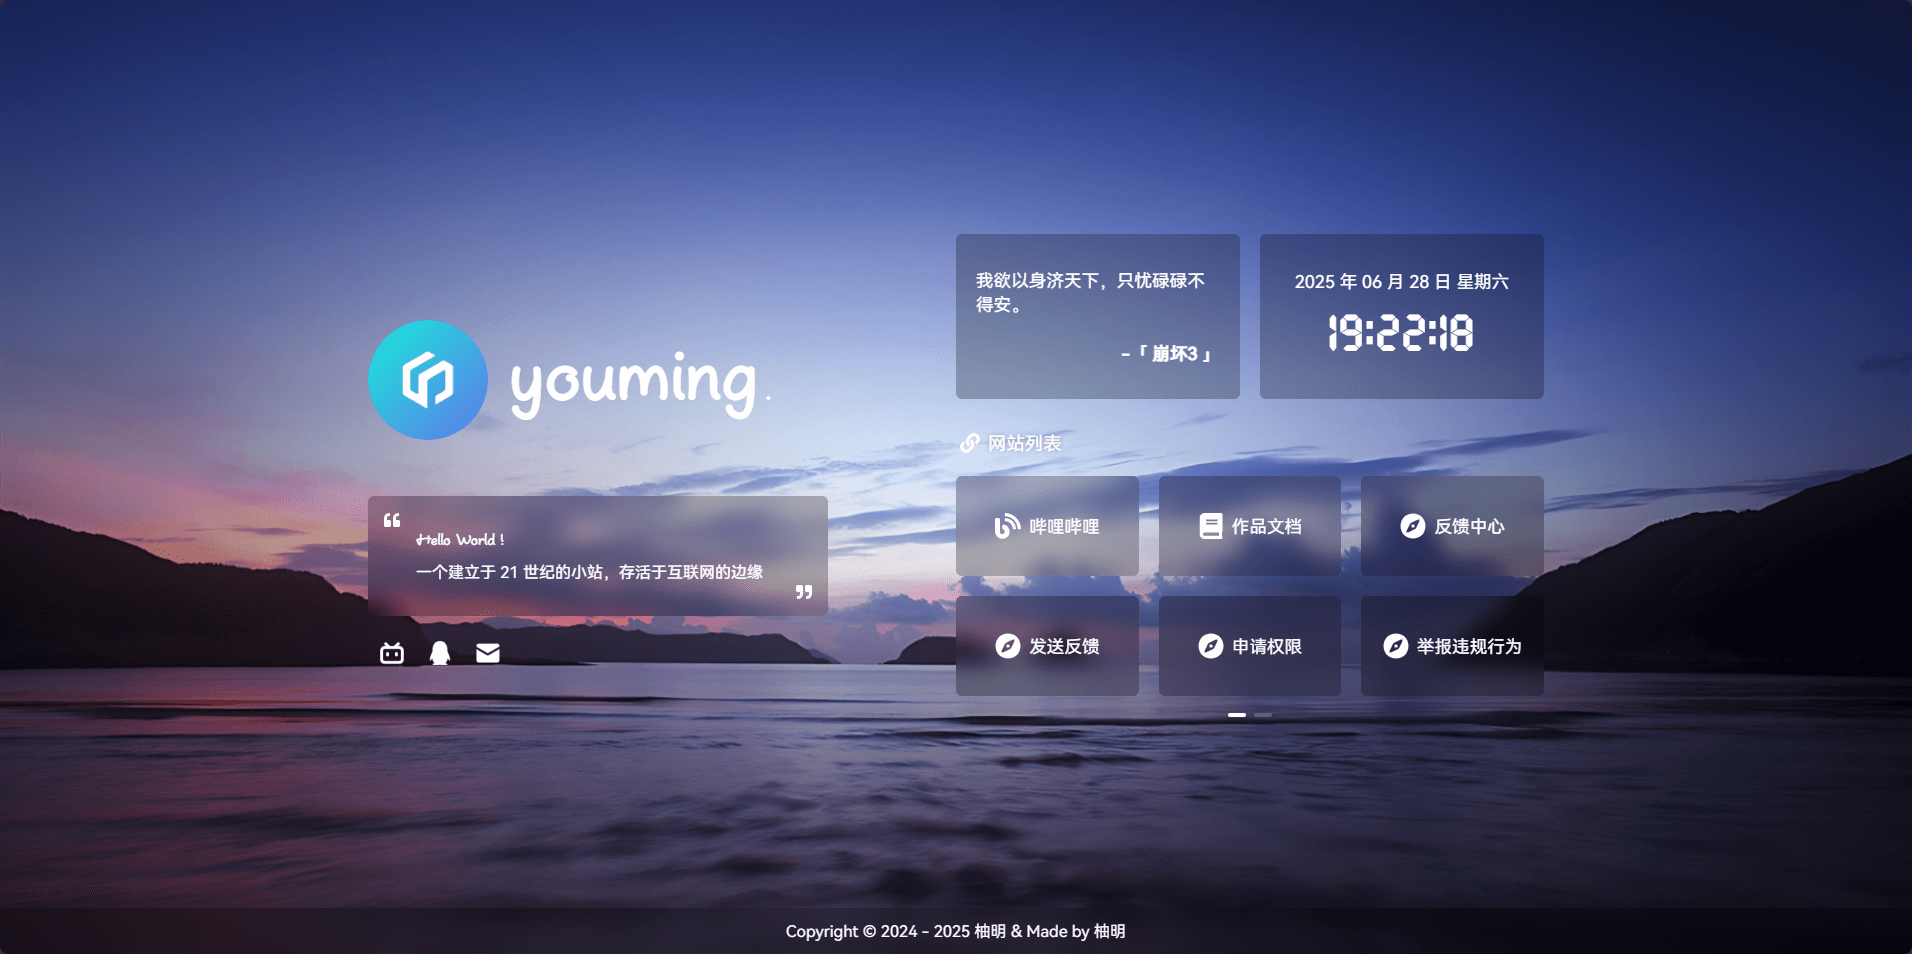 youming .
Hello World !
一个建立于 21 世纪的小站，存活于互联网的边缘
我欲以身济天下，只忧碌碌不
得安。
-「 崩坏3 」
2025 年 06 月 28 日 星期六
19:22:18
网站列表
哔哩哔哩
作品文档
反馈中心
发送反馈
申请权限
举报违规行为
Copyright © 2024 - 2025 柚明 & Made by 柚明